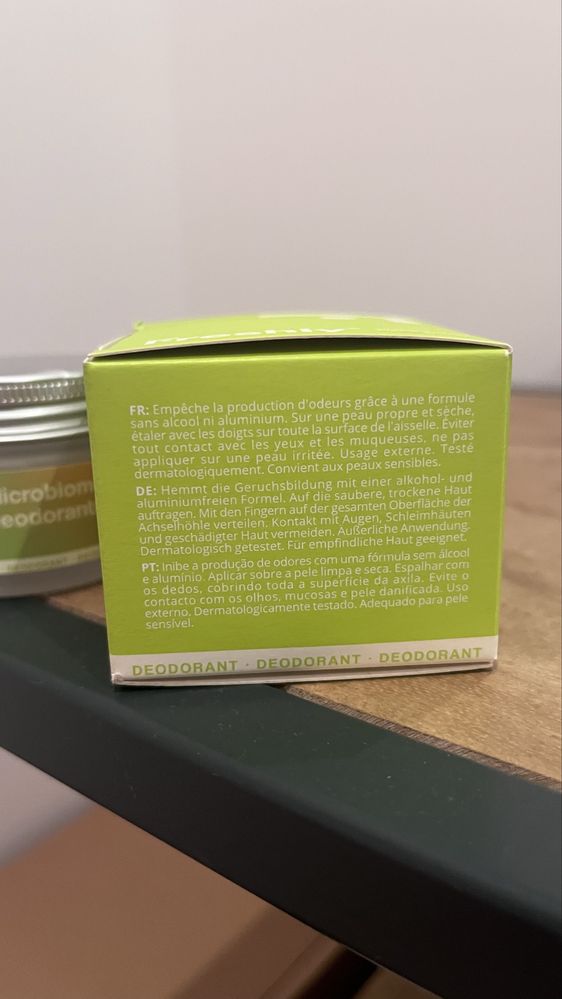 FR: Empêche la production d'odeurs grâce à une formule
sans alcool ni aluminium. Sur une peau propre et sèche,
étaler avec les doigts sur toute la surface de l'aisselle. Éviter
tout contact avec les yeux et les muqueuses, ne pas
appliquer sur une peau irritée. Usage externe. Testé
dermatologiquement. Convient aux peaux sensibles.
DE: Hemmt die Geruchsbildung mit einer alkohol- und
aluminiumfreien Formel. Auf die saubere, trockene Haut
auftragen. Mit den Fingern auf der gesamten Oberfläche der
Achselhöhle verteilen. Kontakt mit Augen, Schleimhäuten
und geschädigter Haut vermeiden. Äußerliche Anwendung.
Dermatologisch getestet. Für empfindliche Haut geeignet.
PT: Inibe a produção de odores com uma fórmula sem álcool
e alumínio. Aplicar sobre a pele limpa e seca. Espalhar com
os dedos, cobrindo toda a superfície da axila. Evite o
contacto com os olhos, mucosas e pele danificada. Uso
externo. Dermatologicamente testado. Adequado para pele
sensível.
DEODORANT · DEODORANT · DEODORANT
icrobiom
eodorant